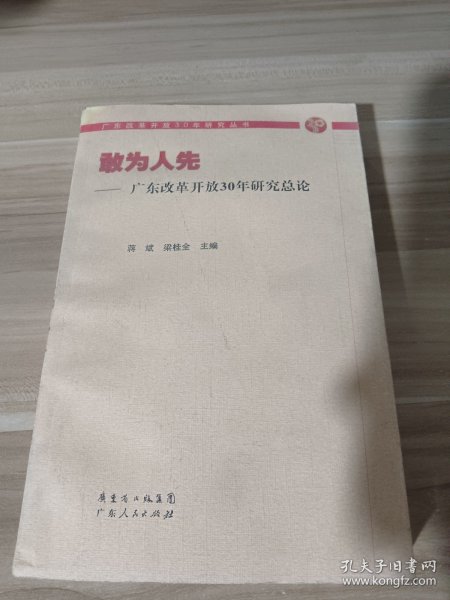 广东改革开放30年研究丛书
敢为人先
—— 广东改革开放30年研究总论
蒋 斌 梁桂全 主编
广东省出版集团
广东人民出版社
孔夫子旧书网
www.kongfz.com